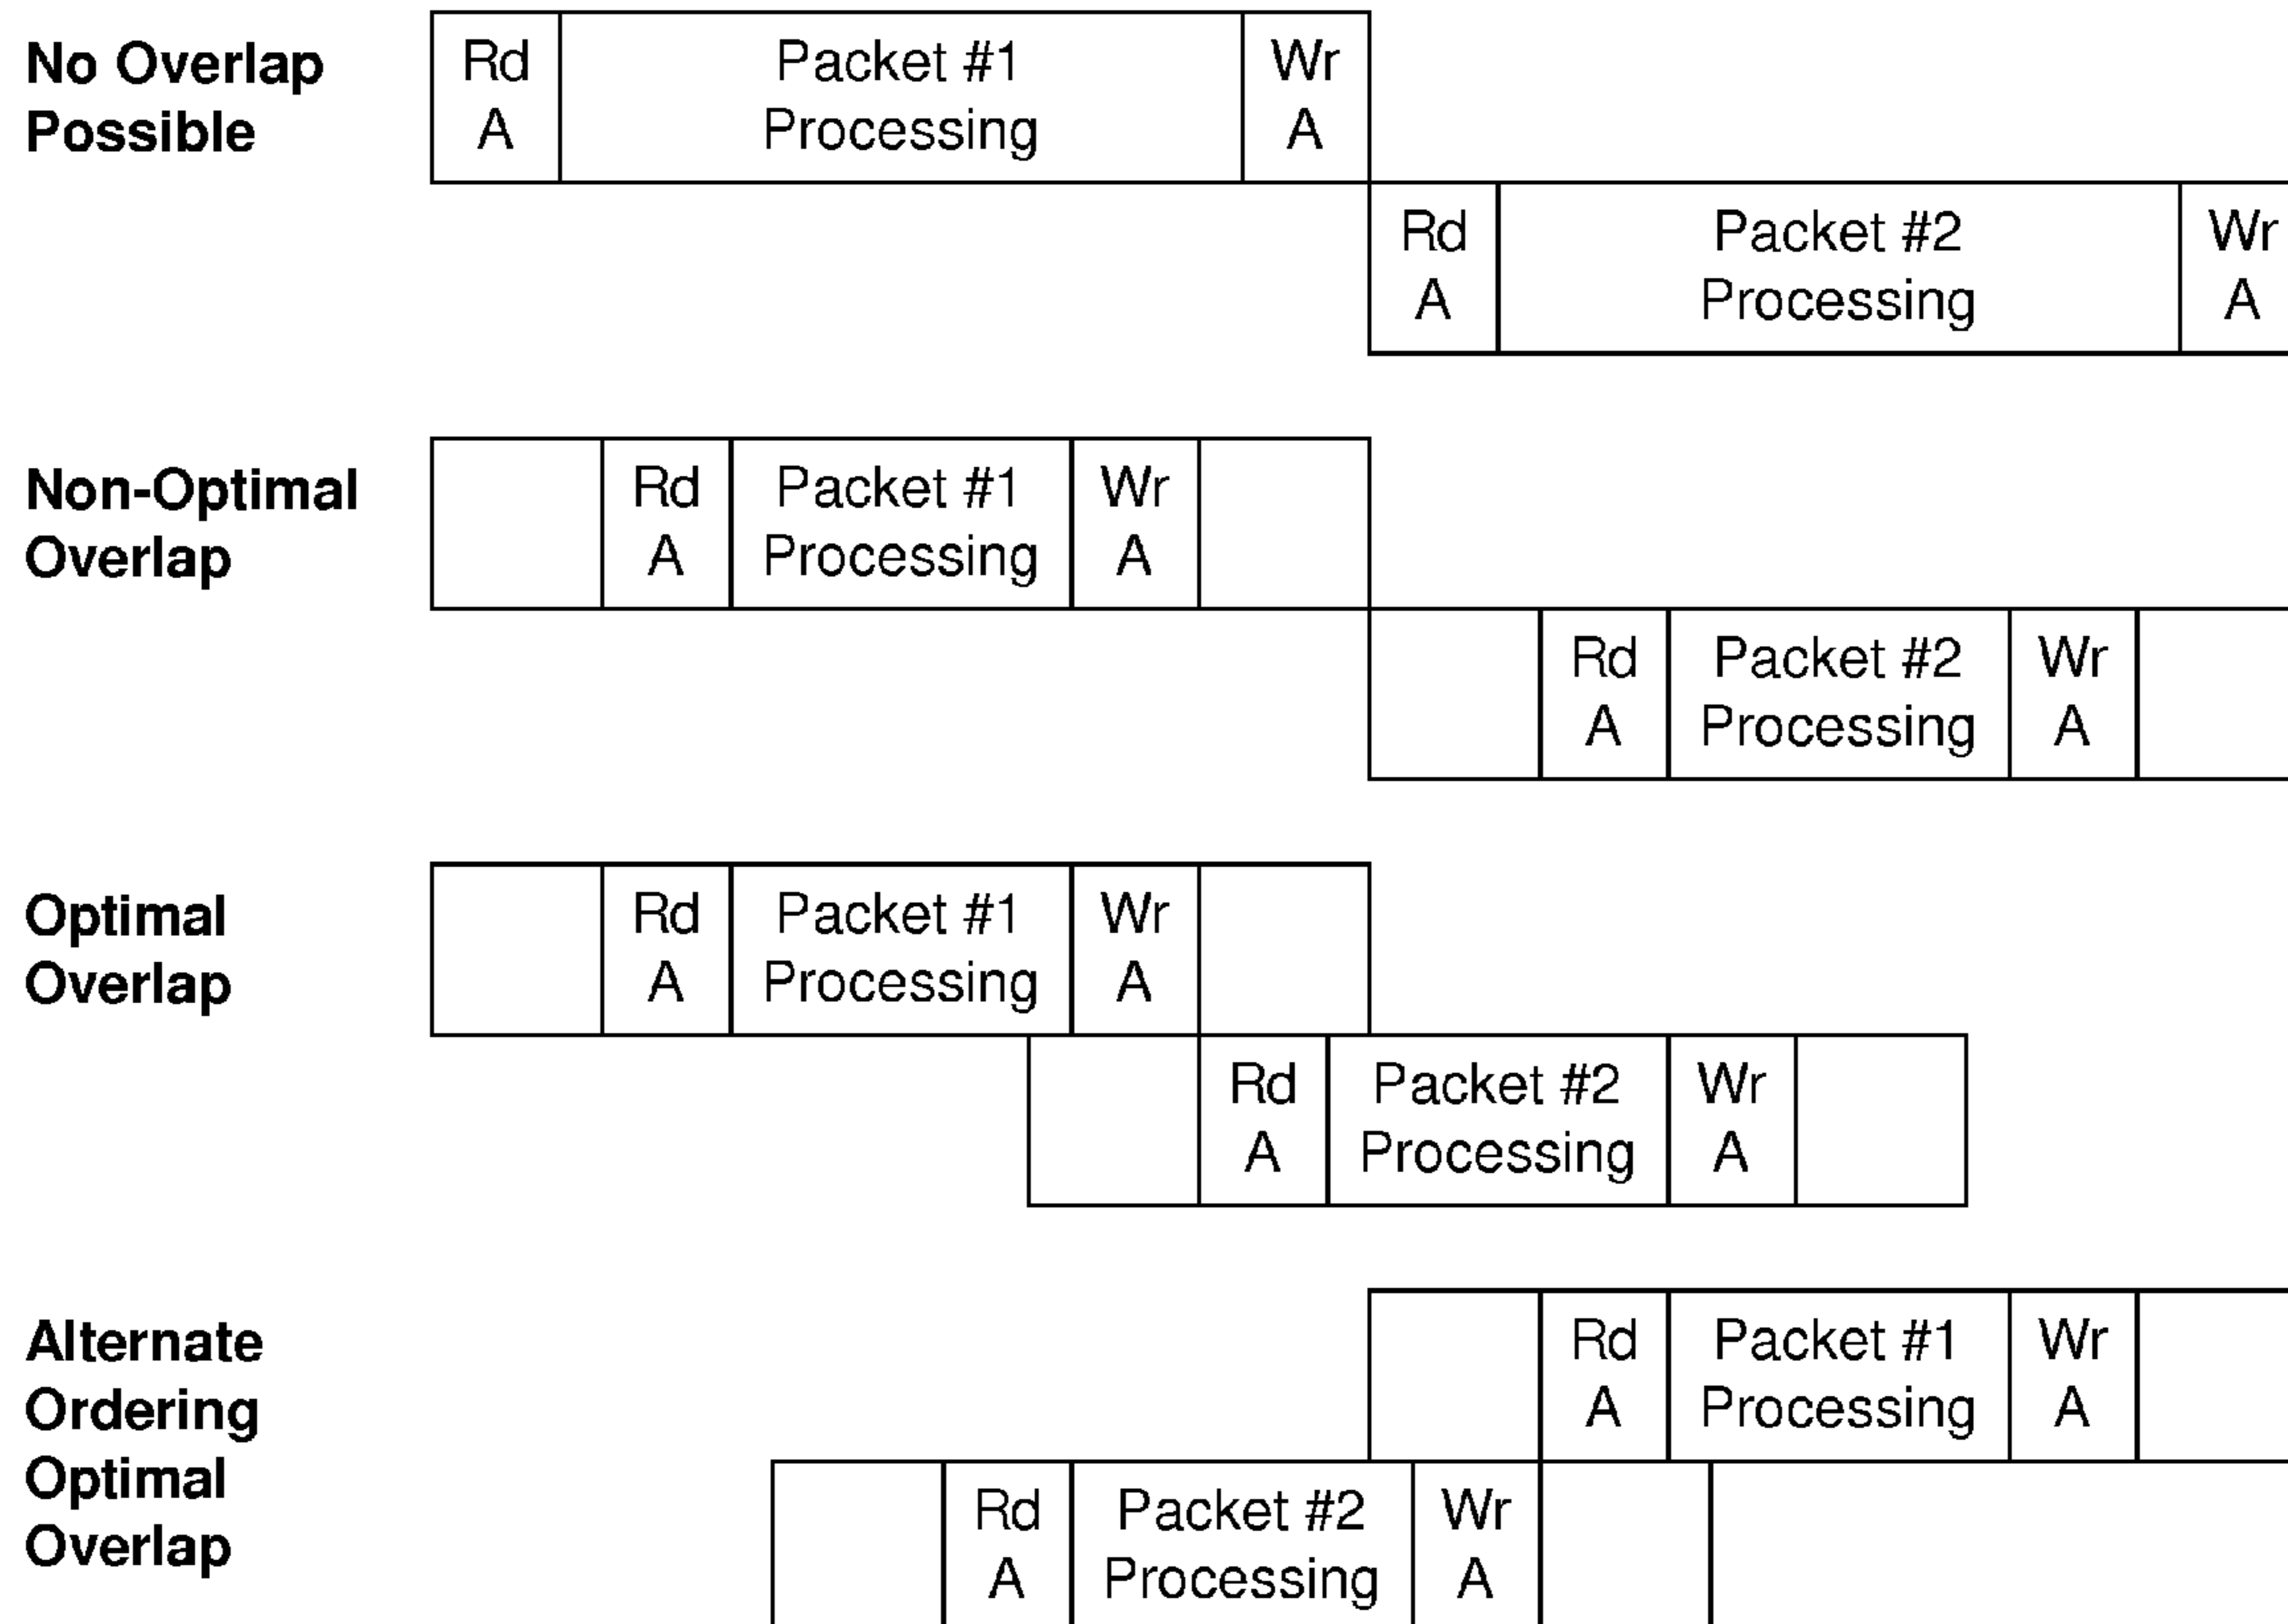 No Overlap
Possible
Rd
A
Packet #1
Processing
Wr
A
Rd
A
Packet #2
Processing
Wr
A
Non-Optimal
Overlap
Rd
A
Packet #1
Processing
Wr
A
Rd
A
Packet #2
Processing
Wr
A
Optimal
Overlap
Rd
A
Packet #1
Processing
Wr
A
Rd
A
Packet #2
Processing
Wr
A
Alternate
Ordering
Optimal
Overlap
Rd
A
Packet #1
Processing
Wr
A
Rd
A
Packet #2
Processing
Wr
A